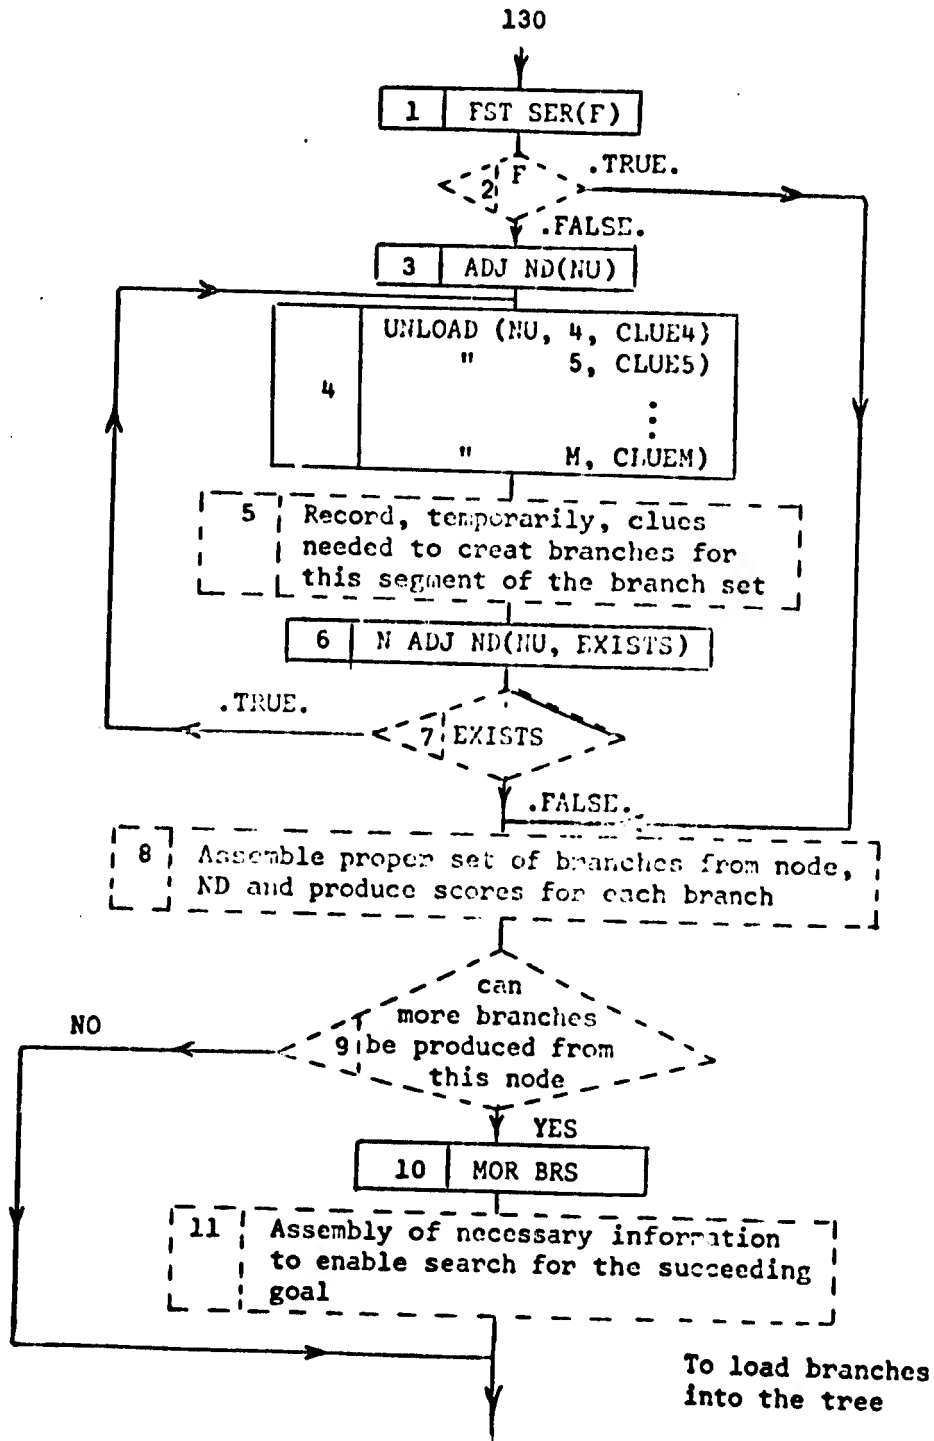 130
1 FST SER(F)
2 F .TRUE.
.FALSE.
3 ADJ ND(NU)
4 UNLOAD (NU, 4, CLUE4)
" 5, CLUE5)
" M, CLUEM)
5 Record, temporarily, clues
needed to creat branches for
this segment of the branch set
6 N ADJ ND(NU, EXISTS)
.TRUE.
7 EXISTS
.FALSE.
8 Assemble proper set of branches from node,
ND and produce scores for each branch
can
more branches
NO
9 be produced from
this node
YES
10 MOR BRS
11 Assembly of necessary information
to enable search for the succeeding
goal
To load branches
into the tree